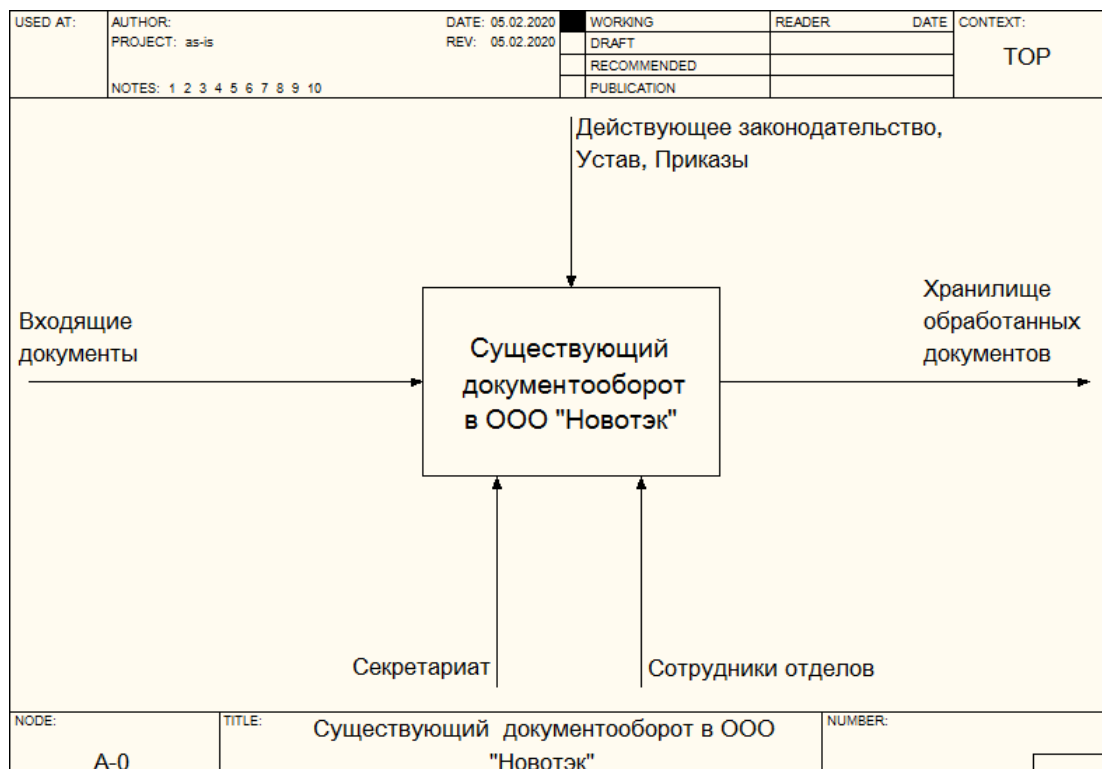 USED AT:
AUTHOR:
DATE: 05.02.2020
WORKING
READER
DATE
CONTEXT:
PROJECT: as-is
REV: 05.02.2020
DRAFT
TOP
RECOMMENDED
NOTES: 1 2 3 4 5 6 7 8 9 10
PUBLICATION
Действующее законодательство,
Устав, Приказы
Входящие
документы
Существующий
документооборот
в ООО "Новотэк"
Хранилище
обработанных
документов
Секретариат
Сотрудники отделов
NODE:
A-0
TITLE:
Существующий документооборот в ООО
"Новотэк"
NUMBER: